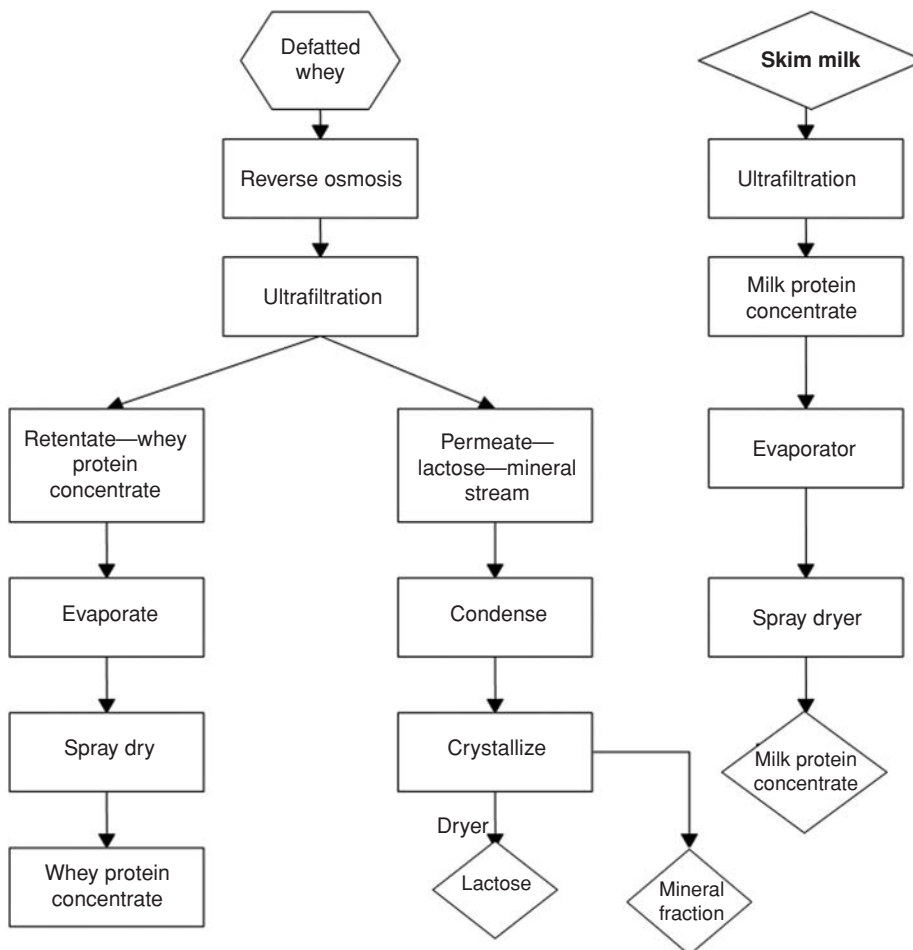 Defatted
whey
Reverse osmosis
Ultrafiltration
Retentate—whey
protein
concentrate
Evaporate
Spray dry
Whey protein
concentrate
Permeate—
lactose—mineral
stream
Condense
Crystallize
Dryer
Lactose
Mineral
fraction
Skim milk
Ultrafiltration
Milk protein
concentrate
Evaporator
Spray dryer
Milk protein
concentrate